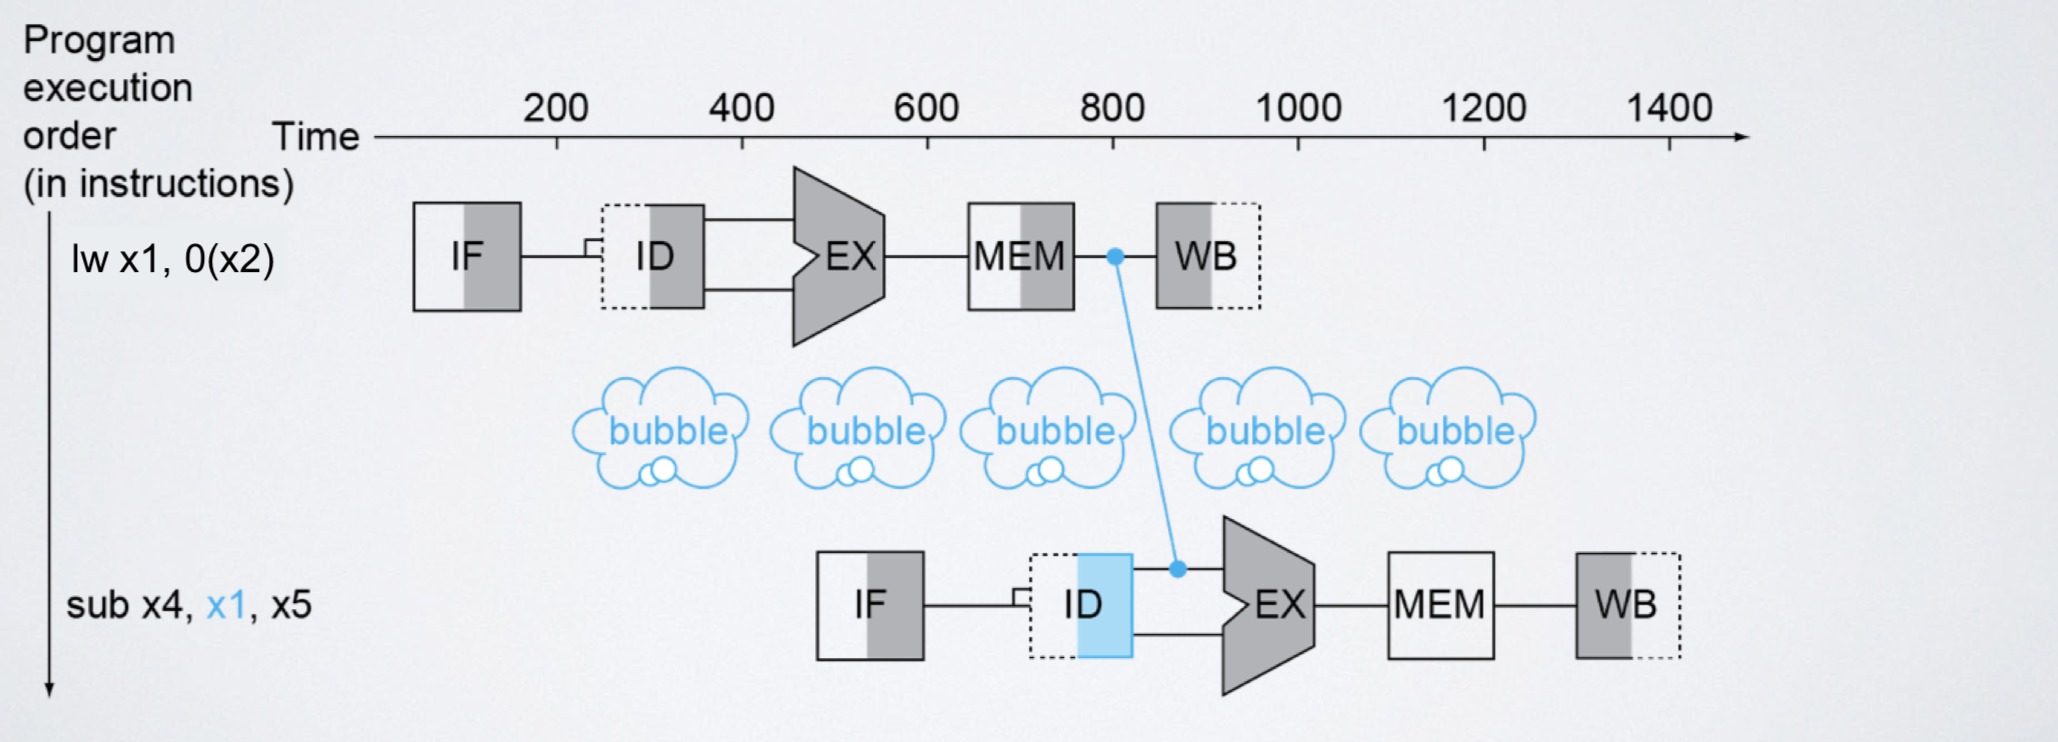 Program
execution
order
(in instructions)
Time
200 400 600 800 1000 1200 1400
lw x1, 0(x2)
IF ID EX MEM WB
bubble bubble bubble bubble bubble
sub x4, x1, x5
IF ID EX MEM WB